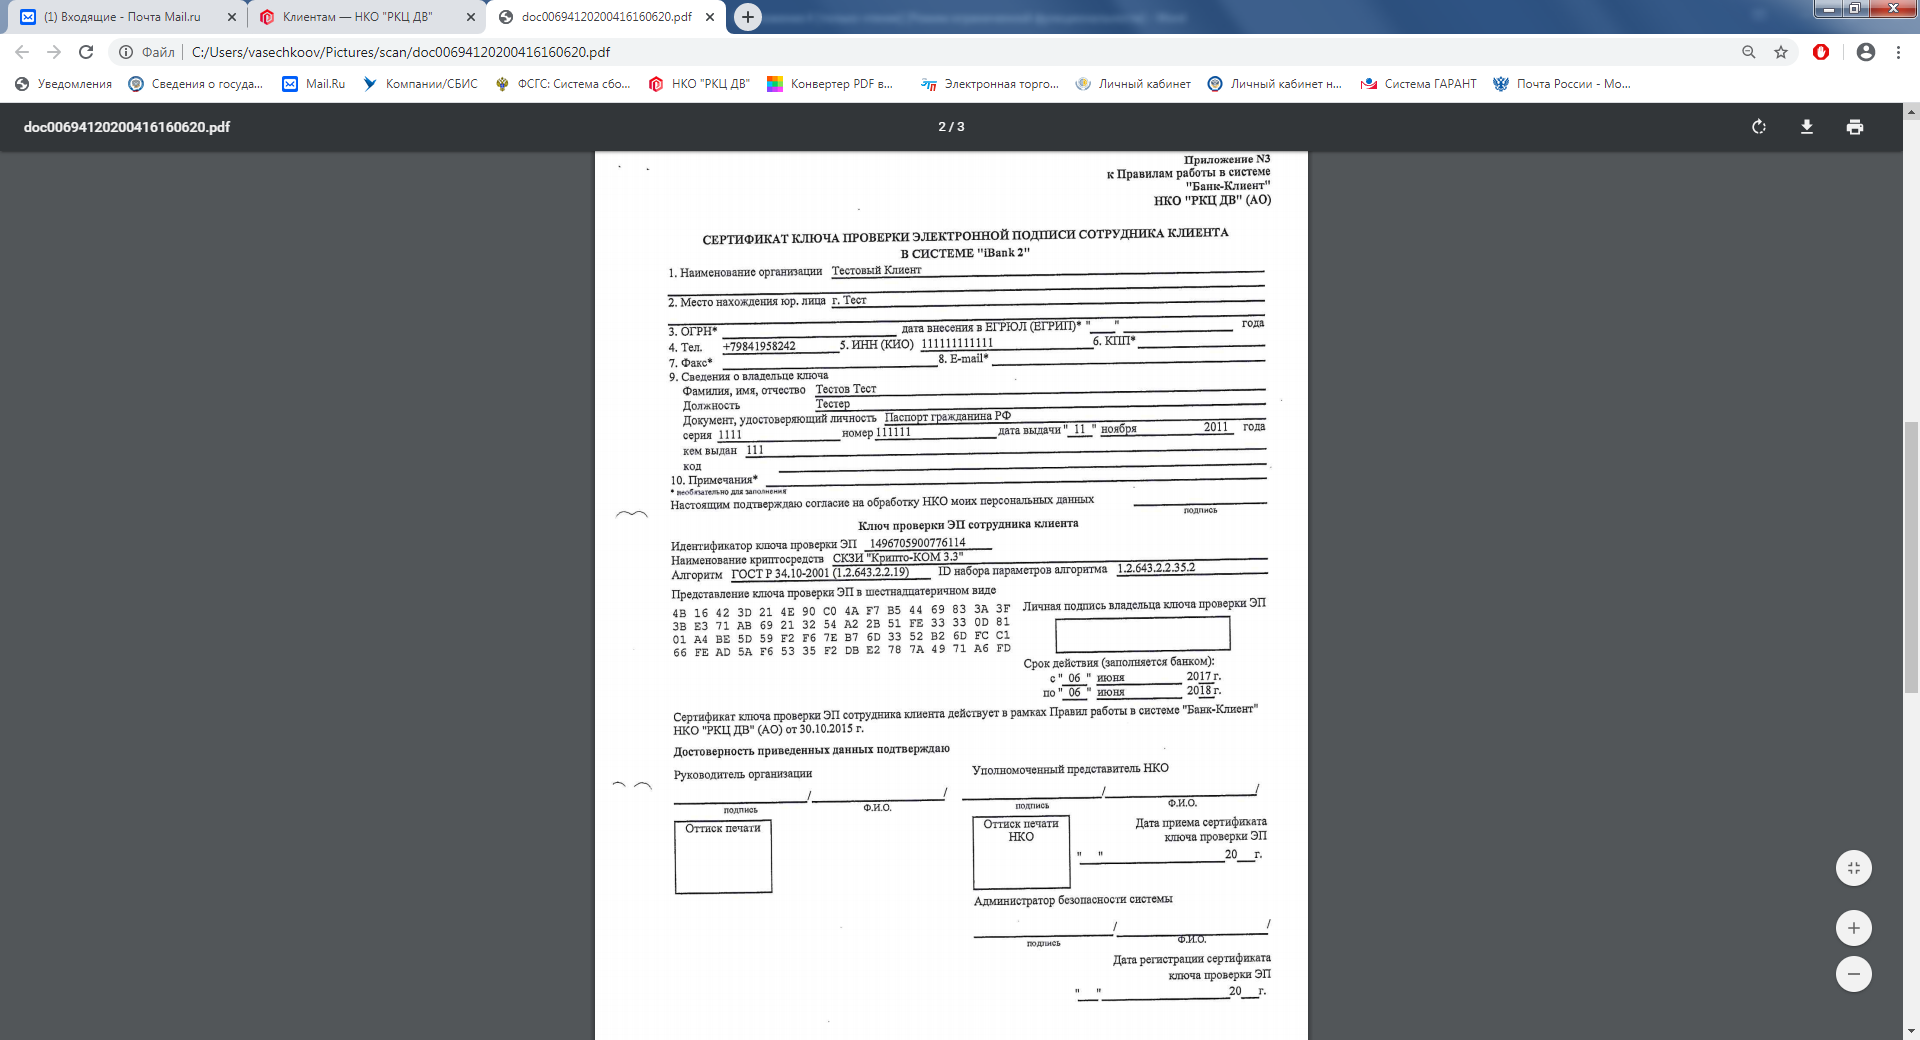 (1) Входящие - Почта Mail.ru
Клиентам — НКО "РКЦ ДВ"
doc00694120200416160620.pdf
Файл
C:/Users/vasechkoov/Pictures/scan/doc00694120200416160620.pdf
Уведомления
Сведения о госуда...
Mail.Ru
Компании/СБИС
ФСГС: Система сбо...
НКО "РКЦ ДВ"
Конвертер PDF в...
Электронная торго...
Личный кабинет
Личный кабинет н...
Система ГАРАНТ
Почта России - Мо...
doc00694120200416160620.pdf
2 / 3
Приложение N3
к Правилам работы в системе
"Банк-Клиент"
НКО "РКЦ ДВ" (АО)
СЕРТИФИКАТ КЛЮЧА ПРОВЕРКИ ЭЛЕКТРОННОЙ ПОДПИСИ СОТРУДНИКА КЛИЕНТА
В СИСТЕМЕ "iBank 2"
1. Наименование организации Тестовый Клиент
2. Место нахождения юр. лица г. Тест
3. ОГРН* дата внесения в ЕГРЮЛ (ЕГРИП)* "___" года
4. Тел. +79841958242 5. ИНН (КИО) 111111111111 6. КПП*
7. Факс* 8. E-mail*
9. Сведения о владельце ключа
Фамилия, имя, отчество Тестов Тест
Должность Тестер
Документ, удостоверяющий личность Паспорт гражданина РФ
серия 1111 номер 111111 дата выдачи " 11 " ноября 2011 года
кем выдан 111
код
10. Примечания*
* необязательно для заполнения
Настоящим подтверждаю согласие на обработку НКО моих персональных данных
подпись
Ключ проверки ЭП сотрудника клиента
Идентификатор ключа проверки ЭП 1496705900776114
Наименование криптосредств СКЗИ "Крипто-КОМ 3.3"
Алгоритм ГОСТ Р 34.10-2001 (1.2.643.2.2.19) ID набора параметров алгоритма 1.2.643.2.2.35.2
Представление ключа проверки ЭП в шестнадцатеричном виде
4B 16 42 3D 21 4E 90 C0 4A F7 B5 44 69 83 3A 3F
3B E3 71 AB 69 21 32 54 A2 2B 51 FE 33 33 0D 81
01 A4 BE 5D 59 F2 F6 7E B7 6D 33 52 B2 6D FC C1
66 FE AD 5A F6 53 35 F2 DB E2 78 7A 49 71 A6 FD
Личная подпись владельца ключа проверки ЭП
Срок действия (заполняется банком):
с " 06 " июня 2017 г.
по " 06 " июня 2018 г.
Сертификат ключа проверки ЭП сотрудника клиента действует в рамках Правил работы в системе "Банк-Клиент"
НКО "РКЦ ДВ" (АО) от 30.10.2015 г.
Достоверность приведенных данных подтверждаю
Руководитель организации
Уполномоченный представитель НКО
/ /
/ /
подпись Ф.И.О.
подпись Ф.И.О.
Оттиск печати
Оттиск печати
НКО
Дата приема сертификата
ключа проверки ЭП
"___" 20___г.
Администратор безопасности системы
/ /
подпись Ф.И.О.
Дата регистрации сертификата
ключа проверки ЭП
"___" 20___г.